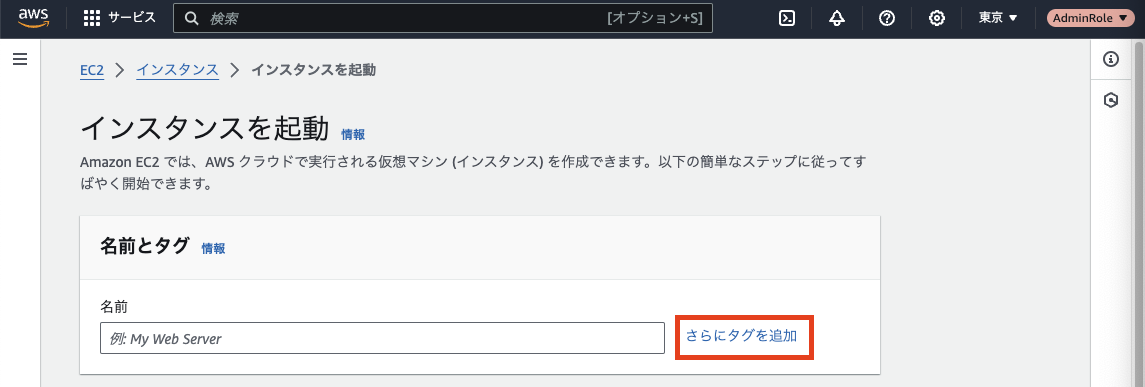 aws サービス 検索 [オプション+S] 東京 AdminRole
EC2 インスタンス インスタンスを起動
インスタンスを起動 情報
Amazon EC2 では、AWS クラウドで実行される仮想マシン (インスタンス) を作成できます。以下の簡単なステップに従ってす
ばやく開始できます。
名前とタグ 情報
名前
例: My Web Server さらにタグを追加